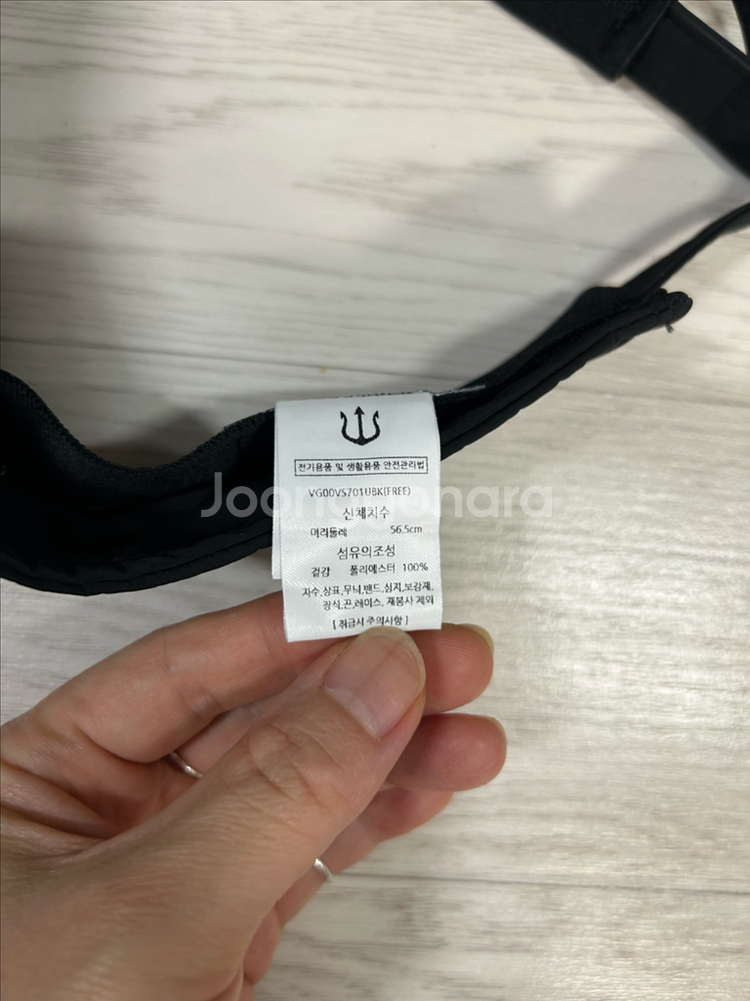 전기용품 및 생활용품 안전관리법
VG00VS701UBK(FREE)
Joonggonara
신체치수
머리둘레 56.5cm
섬유의조성
겉감 폴리에스터 100%
자수,상표,무늬,밴드,심지,보강재,
장식,끈,레이스, 재봉사 제외
[ 취급시 주의사항 ]